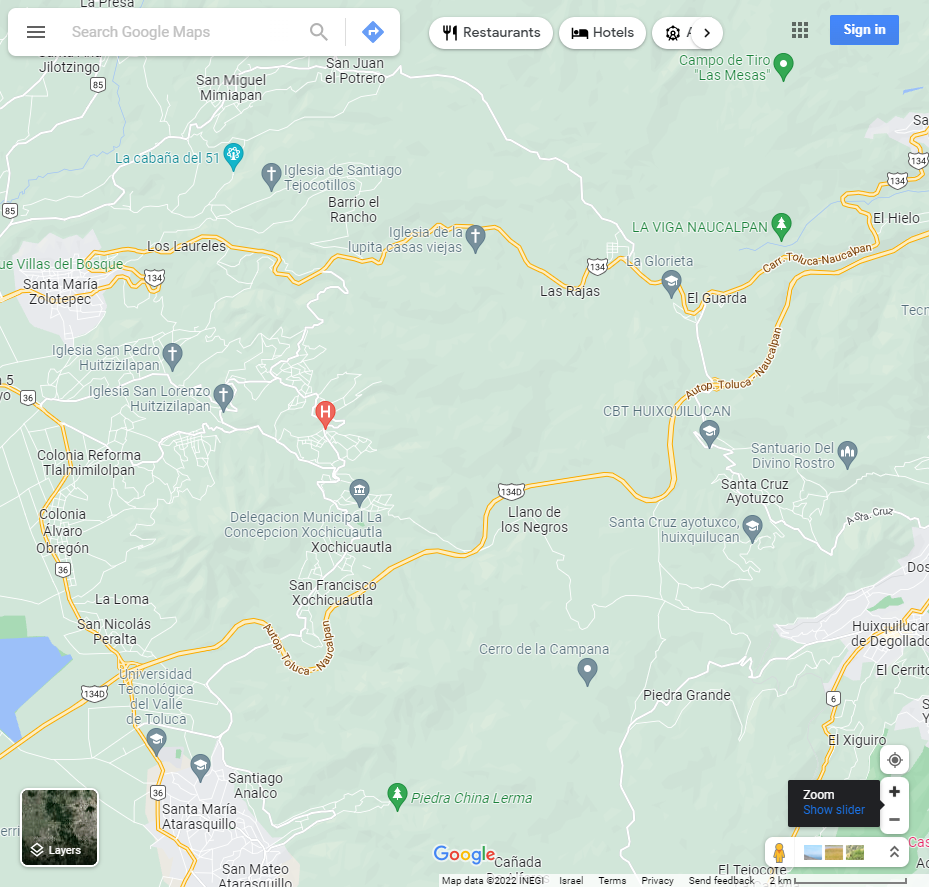 La Presa
Search Google Maps
Restaurants
Hotels
Sign in
Jilotzingo
85
San Miguel
Mimiapan
San Juan
el Potrero
Campo de Tiro
"Las Mesas"
La cabaña del 51
Iglesia de Santiago
Tejocotillos
Barrio el
Rancho
85
134
134
El Hielo
LA VIGA NAUCALPAN
Iglesia de la
lupita casas viejas
Los Laureles
La Glorieta
Carr. Toluca-Naucalpan
ue Villas del Bosque
134
134
Santa María
Zolotepec
Las Rajas
El Guarda
Iglesia San Pedro
Huitzizilapan
Autop. Toluca - Naucalpan
Iglesia San Lorenzo
Huitzizilapan
36
H
CBT HUIXQUILUCAN
Colonia Reforma
Tlalmimilolpan
Santuario Del
Divino Rostro
134D
Santa Cruz
Ayotuzco
Colonia
Álvaro
Obregón
Delegacion Municipal La
Concepcion Xochicuautla
Xochicuautla
Llano de
los Negros
Santa Cruz ayotuxco,
huixquilucan
A Sta. Cruz
36
San Francisco
Xochicuautla
La Loma
San Nicolás
Peralta
Autop. Toluca - Naucalpan
Huixquilucan
de Degollado
Cerro de la Campana
El Cerrito
Universidad
Tecnológica
del Valle
de Toluca
134D
Piedra Grande
6
El Xiguiro
Santiago
Analco
36
Santa María
Atarasquillo
Piedra China Lerma
Zoom
Show slider
Layers
Google
Cañada
San Mateo
Atarasquillo
El Tejocote
Map data ©2022 INEGI Israel Terms Privacy Send feedback 2 km